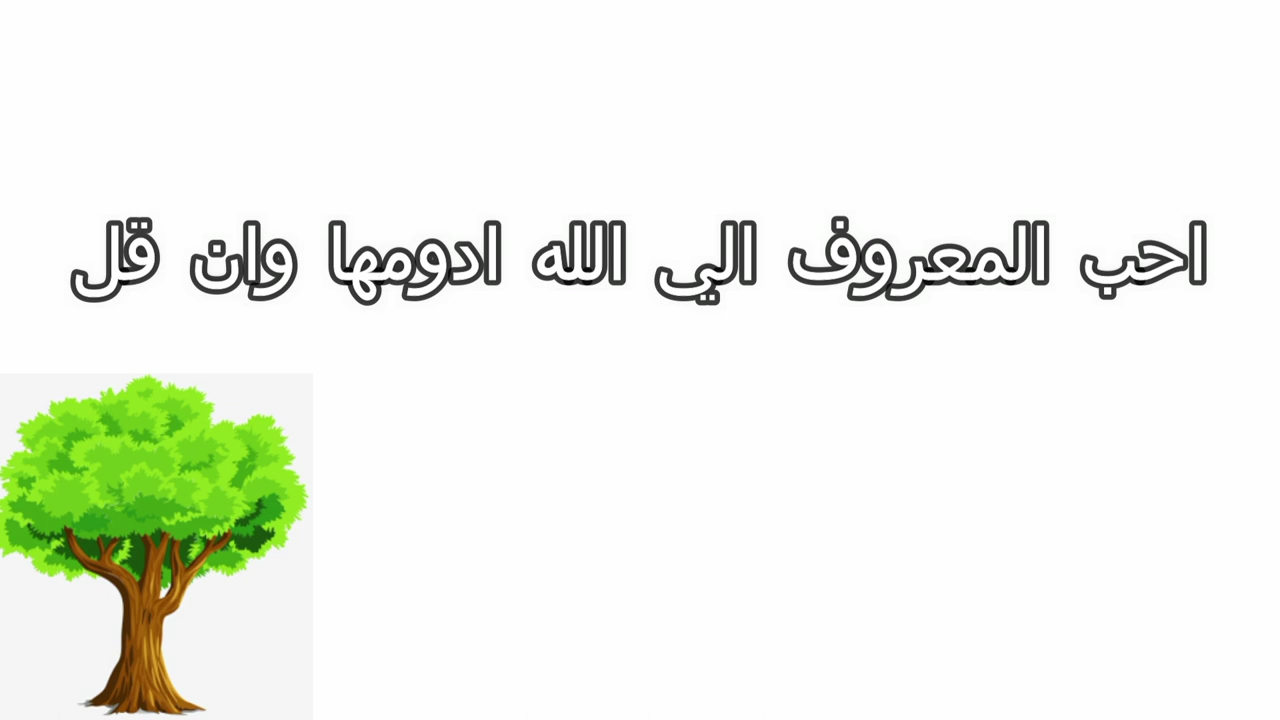 احب المعروف الي الله ادومها وان قل